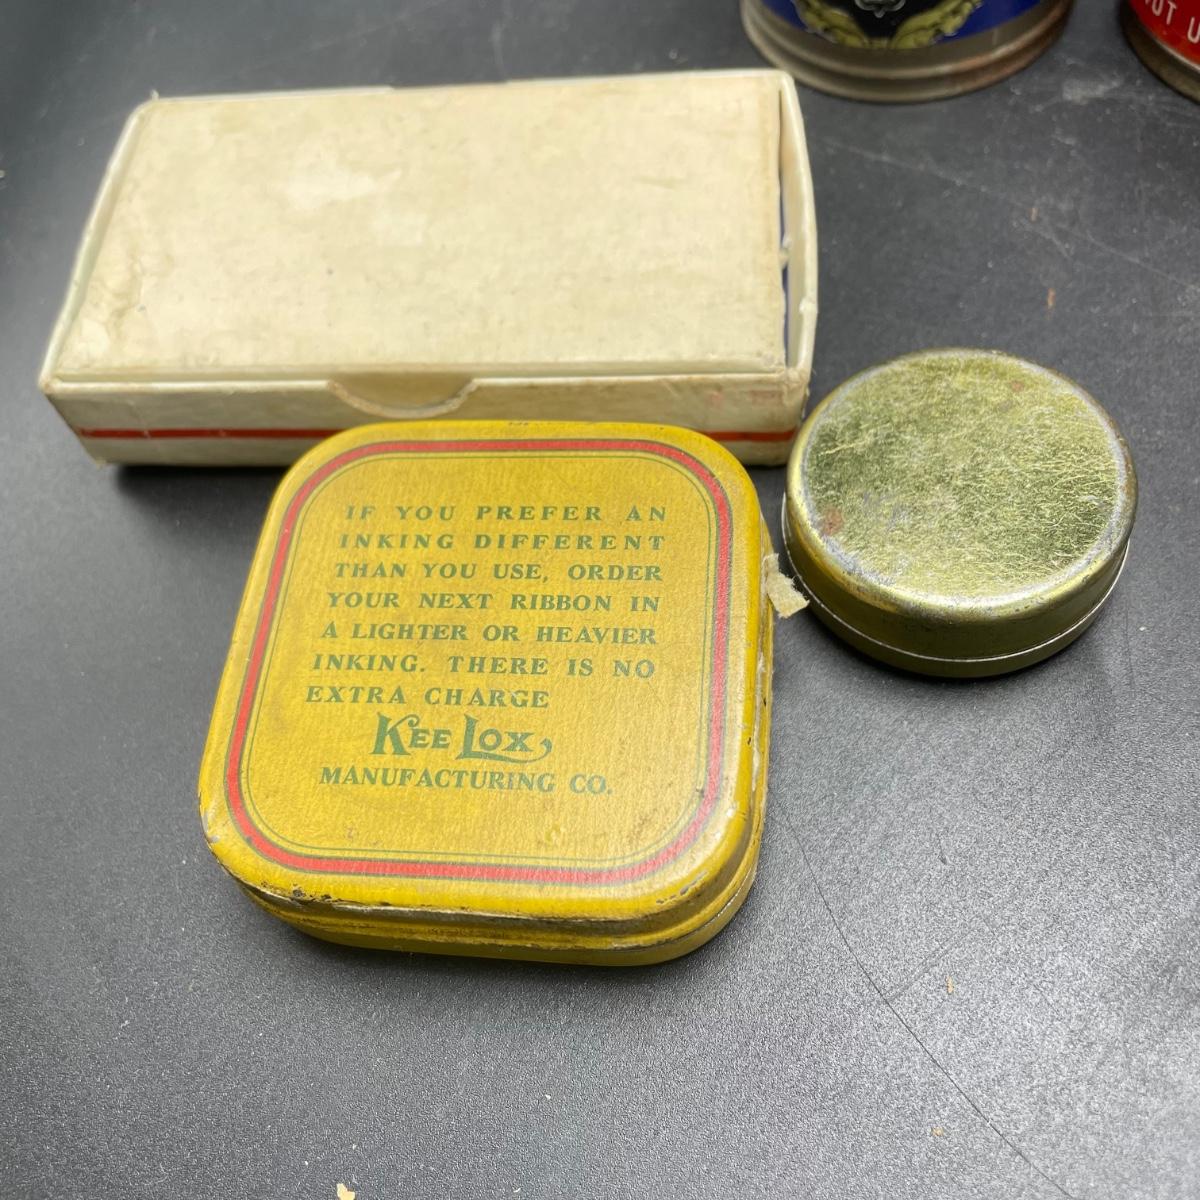 IF YOU PREFER AN
INKING DIFFERENT
THAN YOU USE, ORDER
YOUR NEXT RIBBON IN
A LIGHTER OR HEAVIER
INKING. THERE IS NO
EXTRA CHARGE
KEE LOX
MANUFACTURING CO.